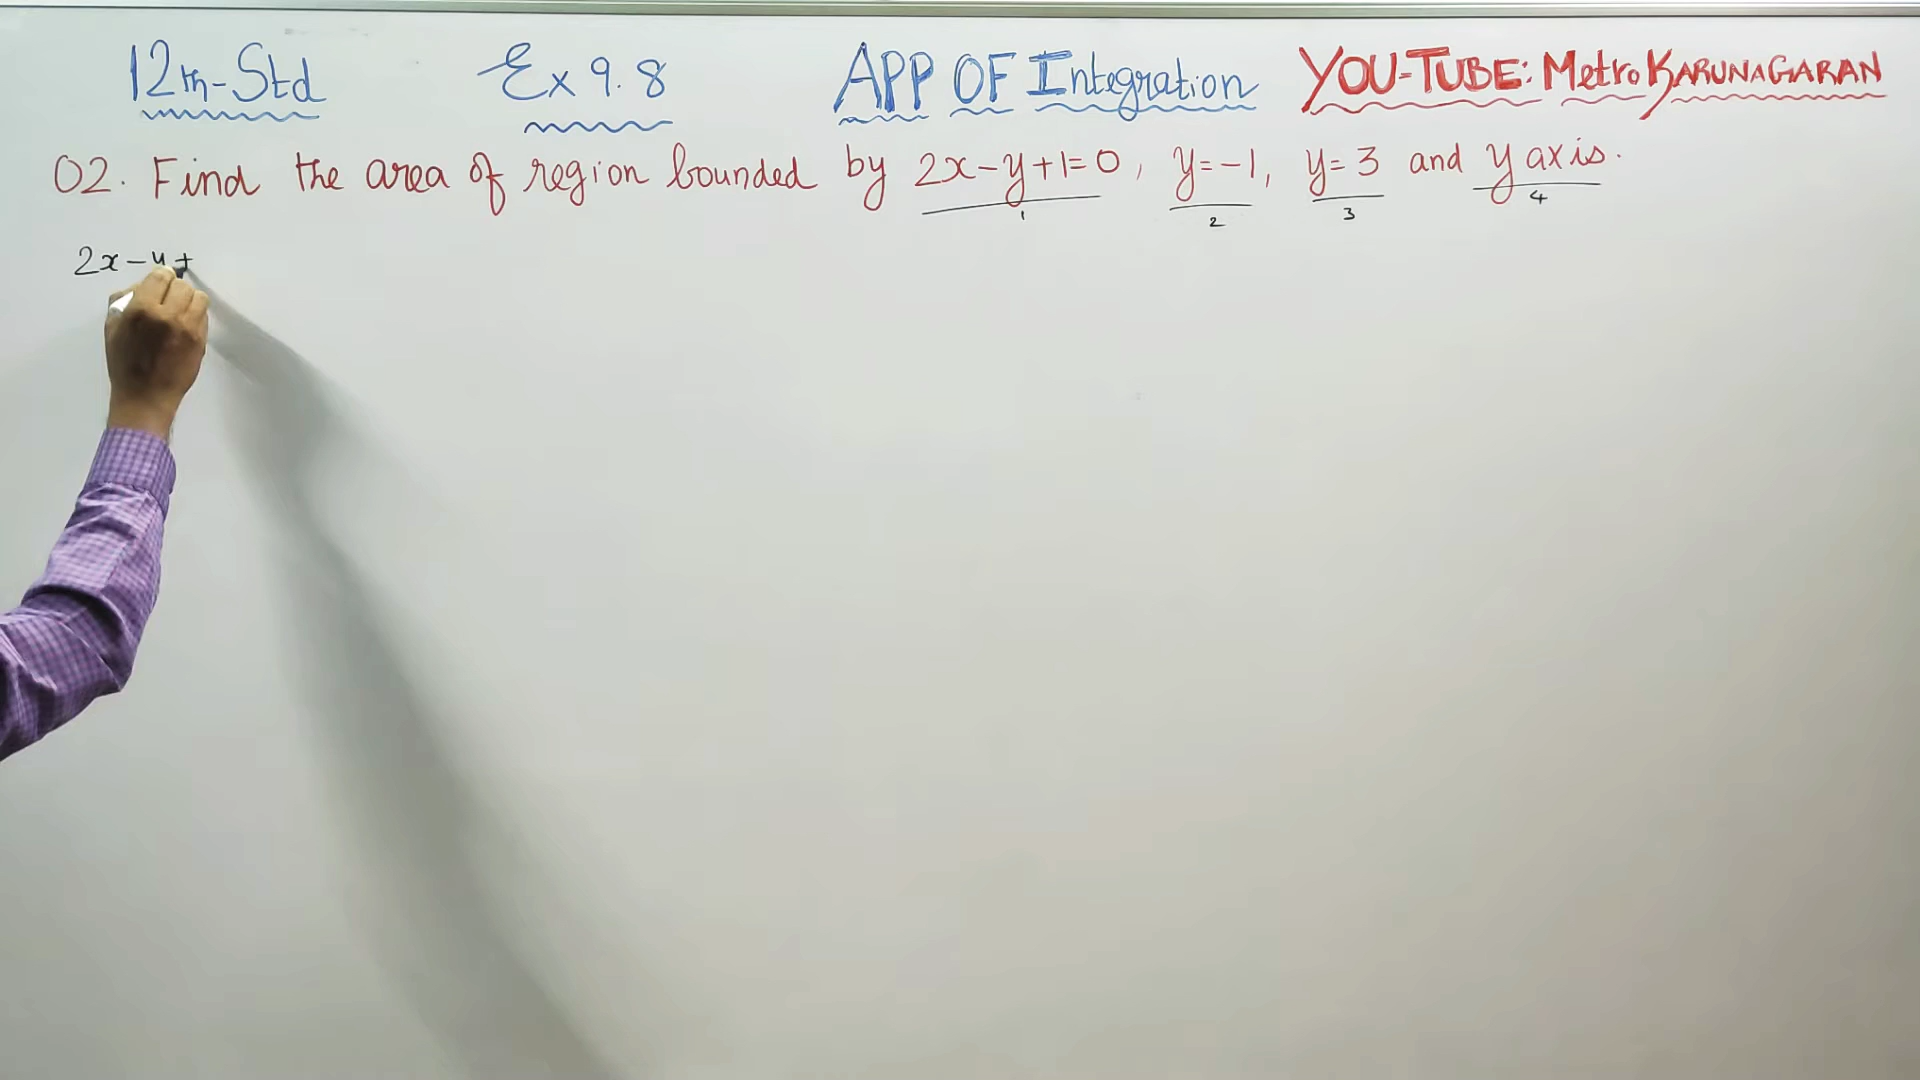 12th-Std Ex 9.8 APP OF Integration YOU-TUBE: Metro KARUNAGARAN
02. Find the area of region bounded by 2x-y+1=0, y=-1, y=3 and y axis.
1 2 3 4
2x-y+